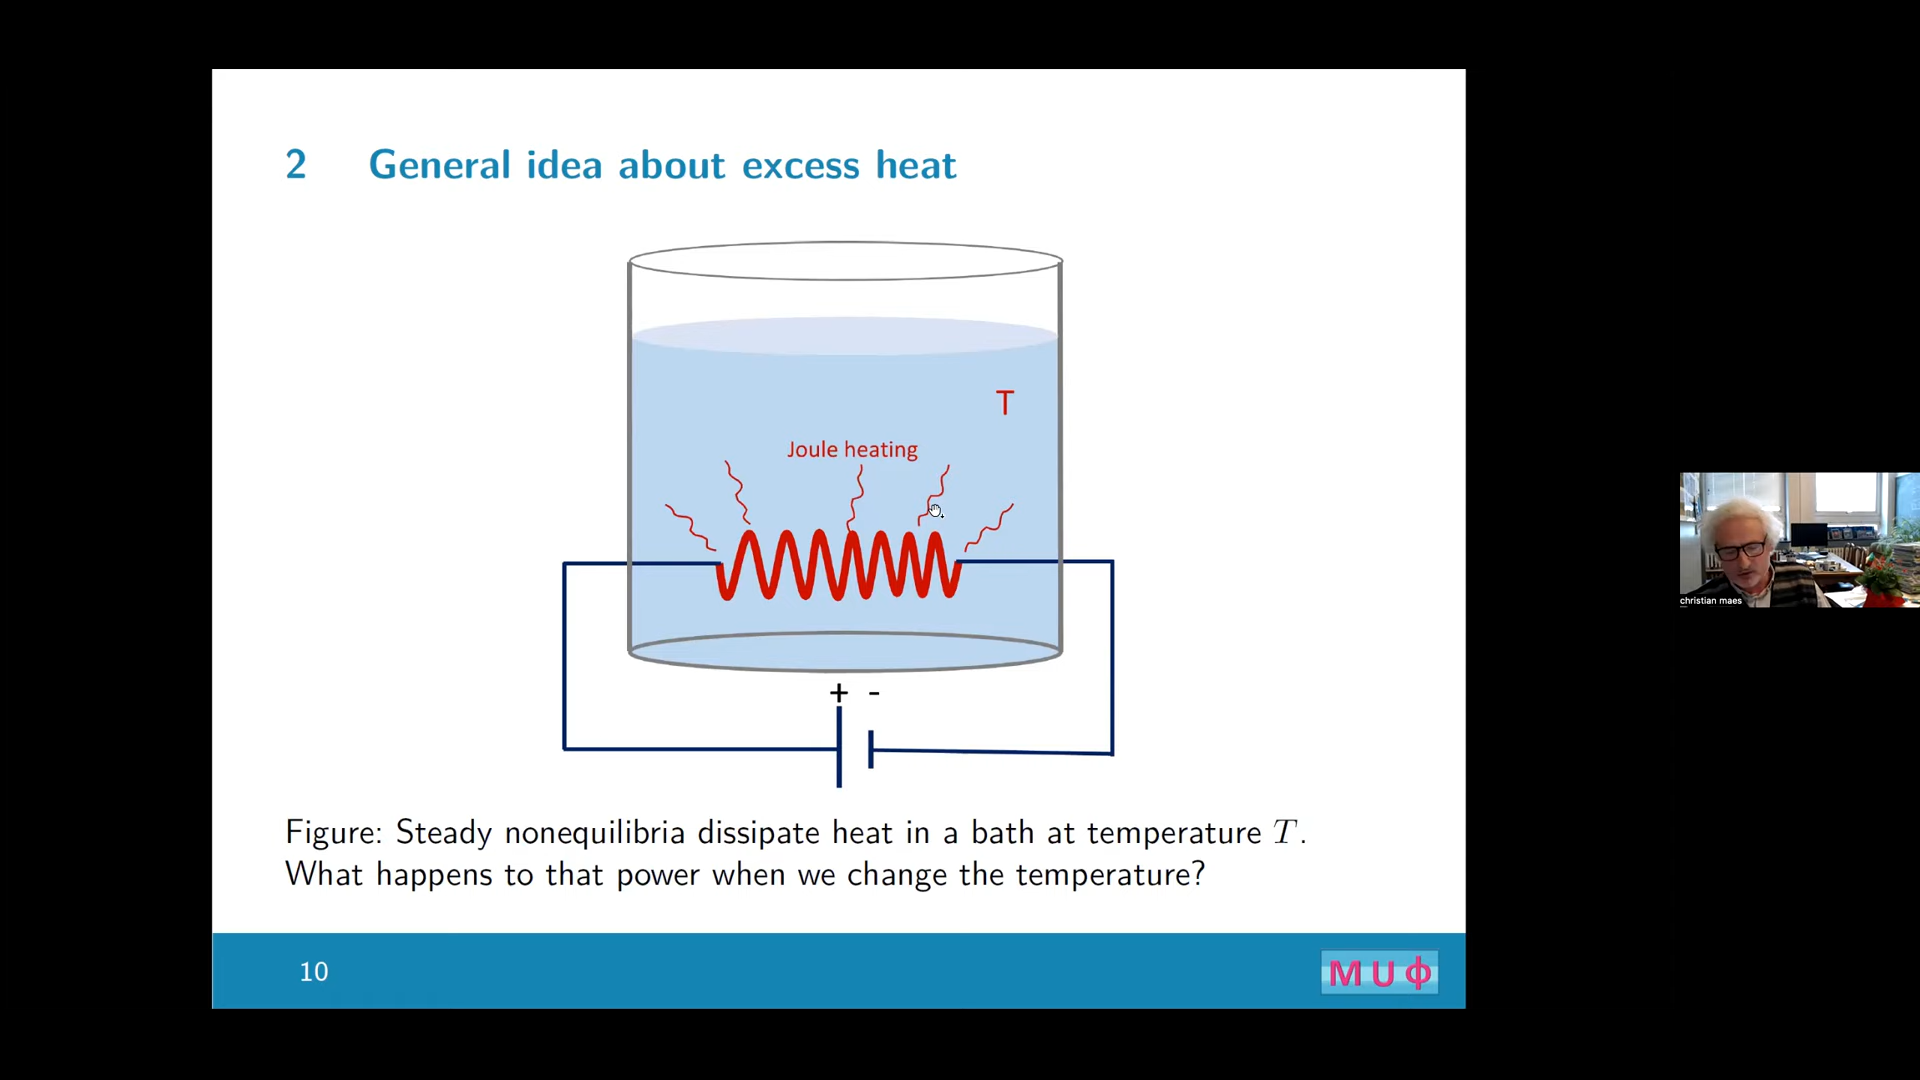 2 General idea about excess heat
T
Joule heating
+ -
Figure: Steady nonequilibria dissipate heat in a bath at temperature T.
What happens to that power when we change the temperature?
10
MUϕ
christian maes